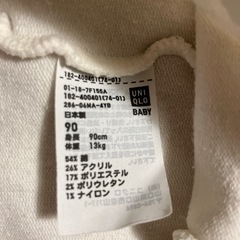 182-400401(74-01)
01-18-7F155A
182-400401(74-01)
286-06MA-4YB
日本製
90
身長 90cm
体重 13kg
54% 綿
26% アクリル
17% ポリエステル
2% ポリウレタン
1% ナイロン
UNI
QLO
BABY